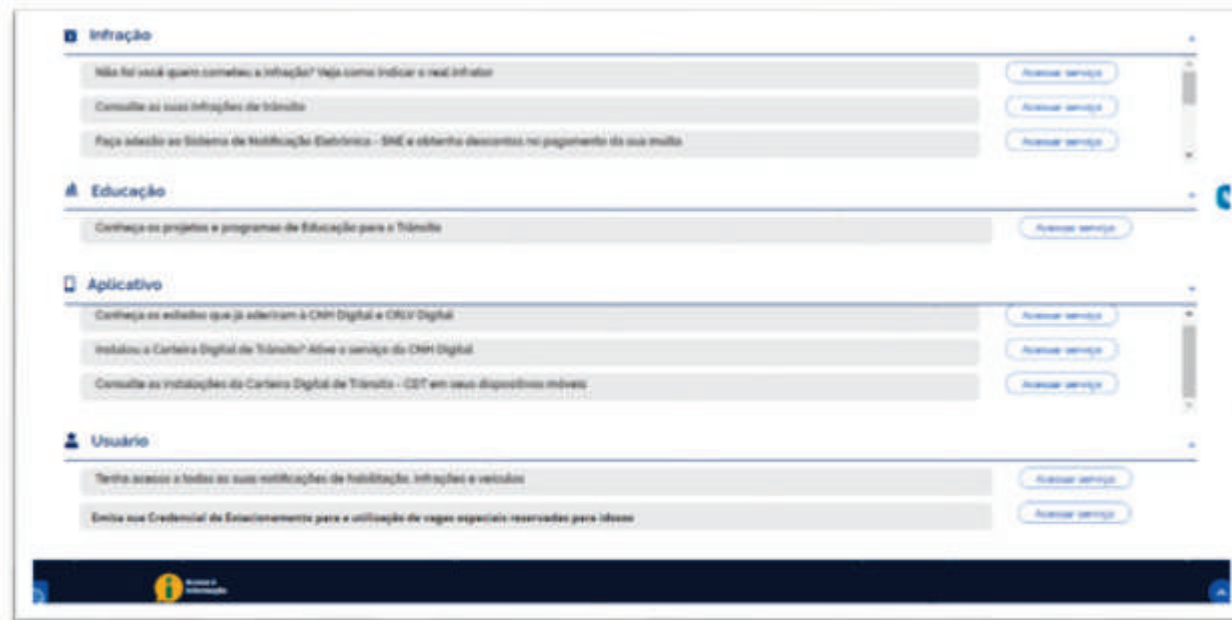 Infração
Não foi você quem cometeu a infração? Veja como indicar o real infrator
Acessar serviço
Consulte as suas infrações de trânsito
Acessar serviço
Faça adesão ao Sistema de Notificação Eletrônica - SNE e obtenha descontos no pagamento da sua multa
Acessar serviço
Educação
Conheça os projetos e programas de Educação para o Trânsito
Acessar serviço
Aplicativo
Conheça os estados que já aderiram à CNH Digital e CRLV Digital
Acessar serviço
Instalou a Carteira Digital de Trânsito? Ative o serviço da CNH Digital
Acessar serviço
Consulte as instalações da Carteira Digital de Trânsito - CDT em seus dispositivos móveis
Acessar serviço
Usuário
Tenha acesso a todas as suas notificações de habilitação, infrações e veículos
Acessar serviço
Emita sua Credencial de Estacionamento para a utilização de vagas especiais reservadas para idosos
Acessar serviço
Acesso à
Informação